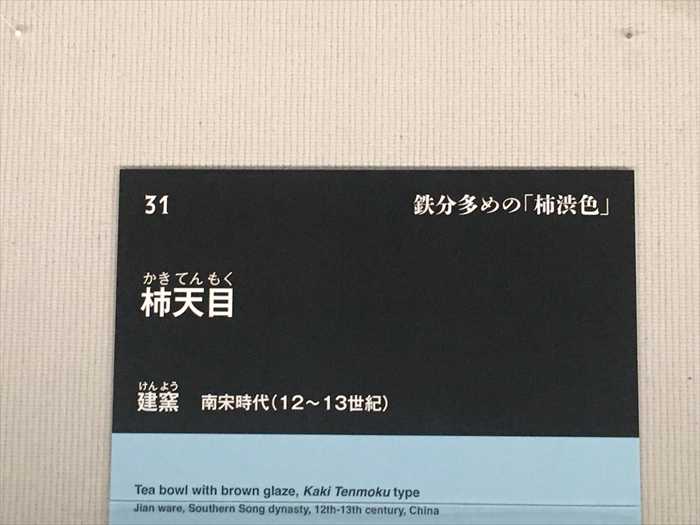 31 鉄分多めの「柿渋色」
かきてんもく
柿天目
けんよう
建窯 南宋時代（12～13世紀）
Tea bowl with brown glaze, Kaki Tenmoku type
Jian ware, Southern Song dynasty, 12th-13th century, China